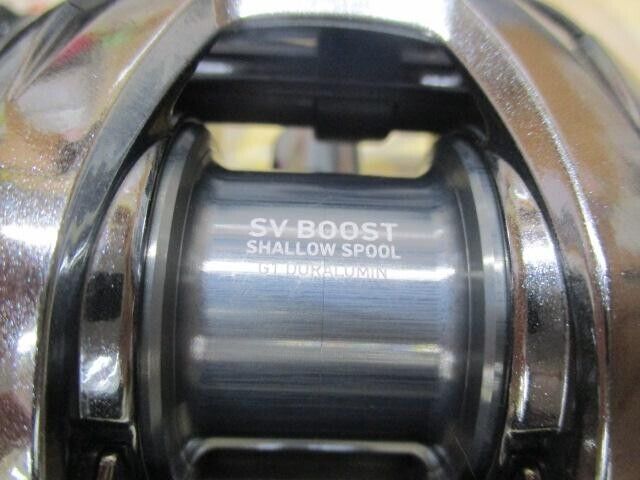 SV BOOST
SHALLOW SPOOL
G1 DURALUMIN